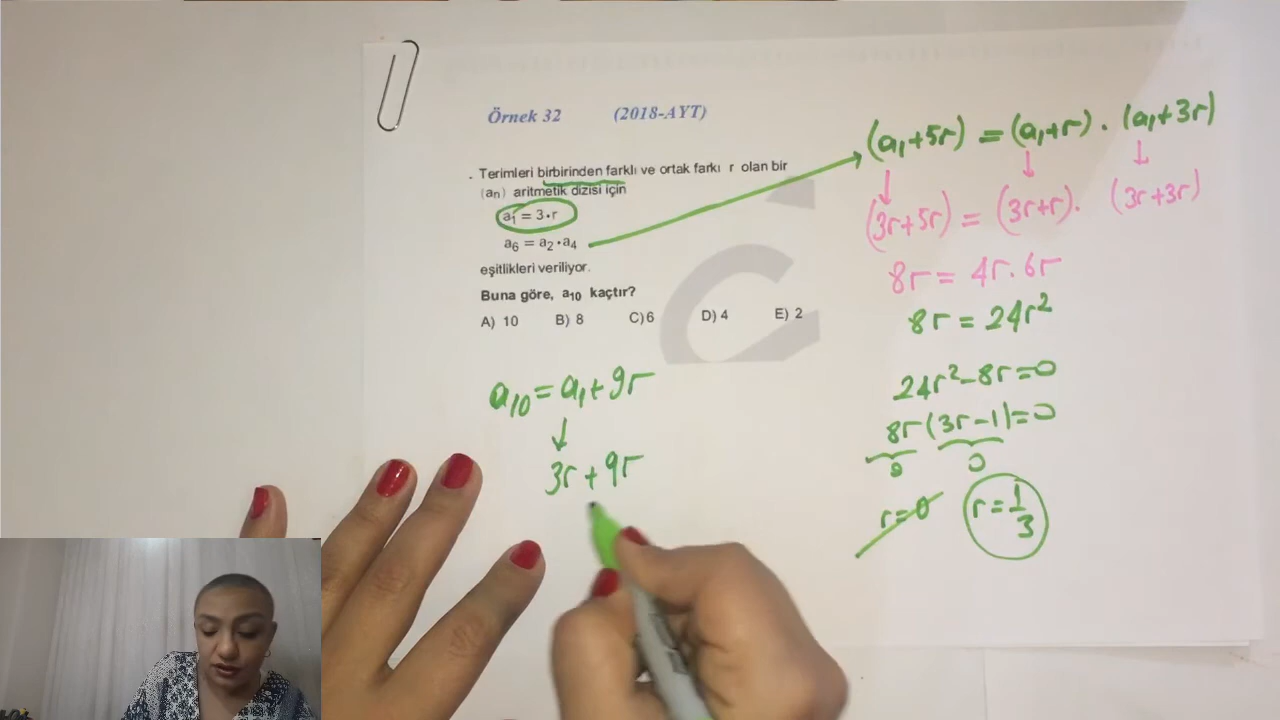 Örnek 32 (2018-AYT)
. Terimleri birbirinden farklı ve ortak farkı r olan bir
(aₙ) aritmetik dizisi için
a₁ = 3·r
a₆ = a₂·a₄
eşitlikleri veriliyor.
Buna göre, a₁₀ kaçtır?
A) 10 B) 8 C)6 D) 4 E) 2
a₁₀ = a₁+9r
↓
3r+9r
(a₁+5r) = (a₁+r) . (a₁+3r)
↓ ↓ ↓
(3r+5r) = (3r+r). (3r+3r)
8r = 4r.6r
8r = 24r²
24r²-8r=0
8r(3r-1)=0
0 0
r=0 r=1/3